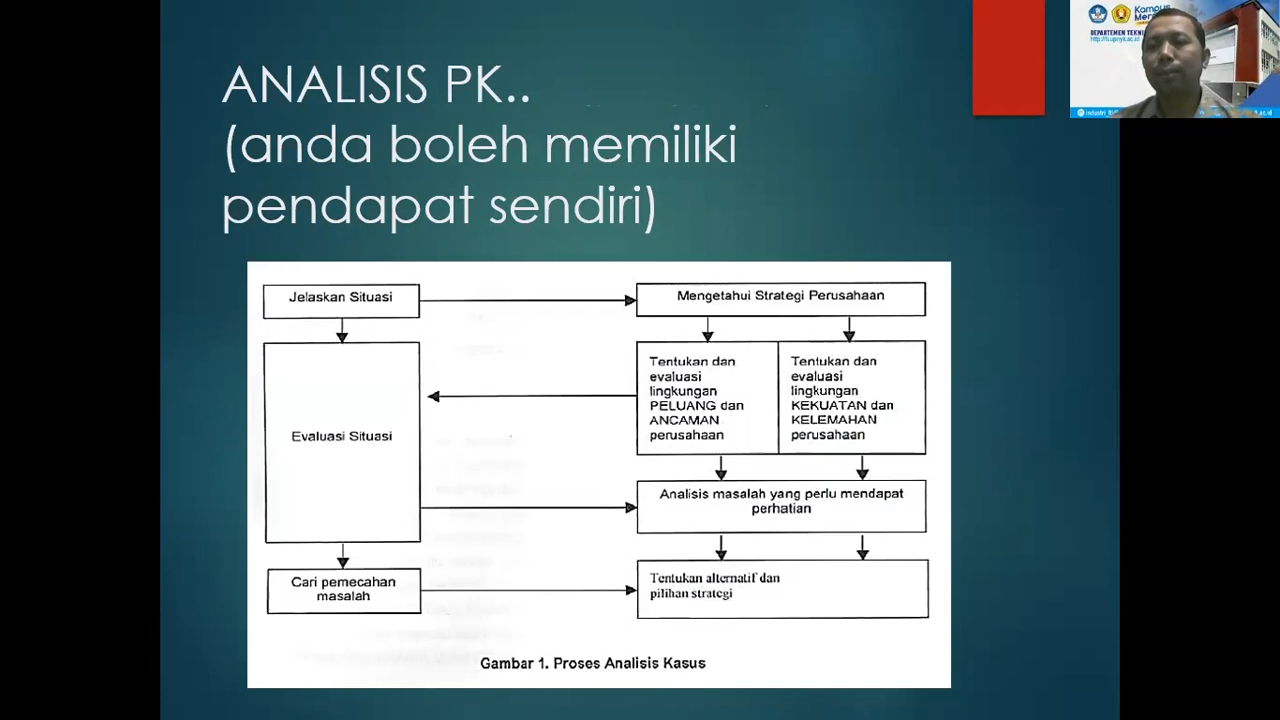 ANALISIS PK..
(anda boleh memiliki
pendapat sendiri)
Jelaskan Situasi
Mengetahui Strategi Perusahaan
Evaluasi Situasi
Tentukan dan
evaluasi
lingkungan
PELUANG dan
ANCAMAN
perusahaan
Tentukan dan
evaluasi
lingkungan
KEKUATAN dan
KELEMAHAN
perusahaan
Analisis masalah yang perlu mendapat
perhatian
Cari pemecahan
masalah
Tentukan alternatif dan
pilihan strategi
Gambar 1. Proses Analisis Kasus
Kampus
DEPARTEMEN